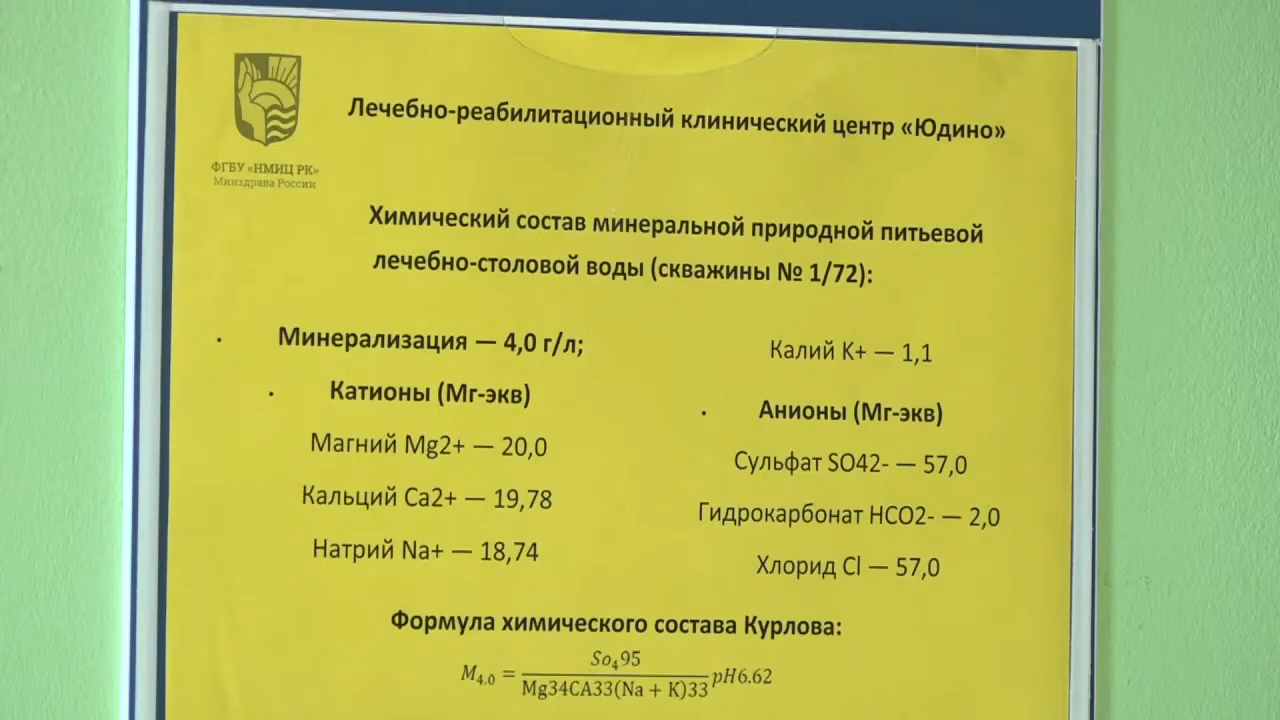 ФГБУ «НМИЦ РК»
Минздрава России
Лечебно-реабилитационный клинический центр «Юдино»
Химический состав минеральной природной питьевой
лечебно-столовой воды (скважины № 1/72):
Минерализация — 4,0 г/л;
Катионы (Мг-экв)
Магний Mg2+ — 20,0
Кальций Ca2+ — 19,78
Натрий Na+ — 18,74
Калий K+ — 1,1
Анионы (Мг-экв)
Сульфат SO42- — 57,0
Гидрокарбонат HCO2- — 2,0
Хлорид Cl — 57,0
Формула химического состава Курлова:
M4.0 = So495 / Mg34CA33(Na + K)33 pH6.62